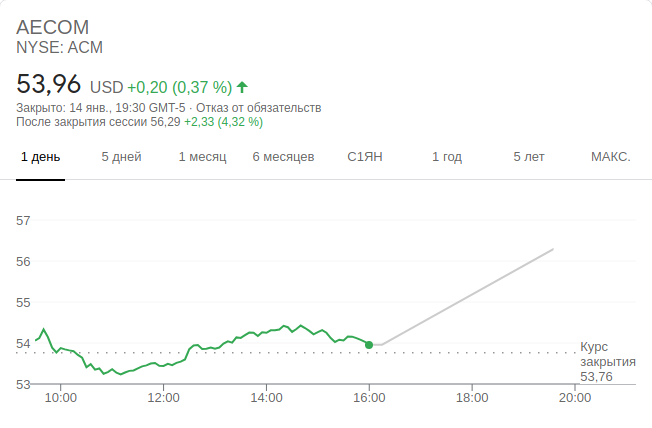 AECOM
NYSE: ACM
53,96 USD +0,20 (0,37 %)
Закрыто: 14 янв., 19:30 GMT-5 · Отказ от обязательств
После закрытия сессии 56,29 +2,33 (4,32 %)
1 день 5 дней 1 месяц 6 месяцев С1ЯН 1 год 5 лет МАКС.
57
56
55
54
53
Курс
закрытия
53,76
10:00 12:00 14:00 16:00 18:00 20:00